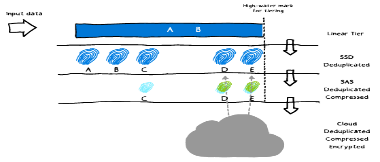 Input data
High-water mark
for tiering
A B
Linear Tier
SSD
Deduplicated
A B C D E
SAS
Deduplicated
Compressed
C D E
Cloud
Deduplicated
Compressed
Encrypted